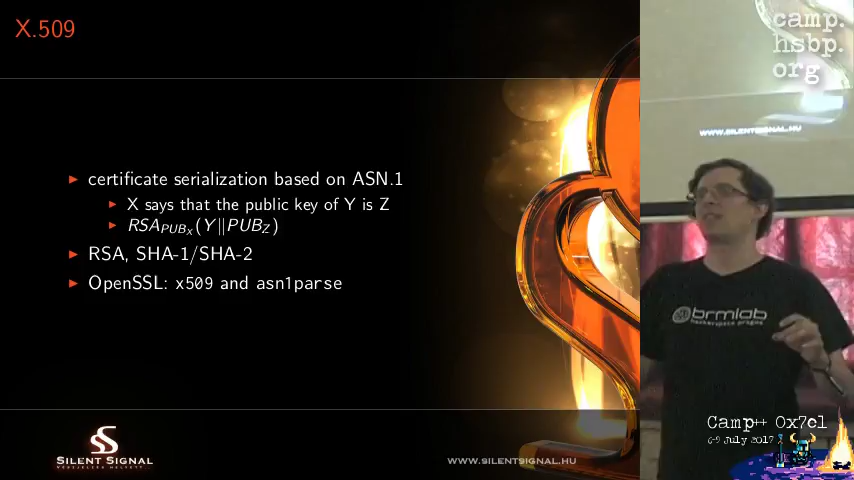 X.509
certificate serialization based on ASN.1
X says that the public key of Y is Z
RSA_PUB_X(Y||PUB_Z)
RSA, SHA-1/SHA-2
OpenSSL: x509 and asn1parse
SILENT SIGNAL
WWW.SILENTSIGNAL.HU
camp.
hsbp.
org
WWW.SILENTSIGNAL.HU
brmlab
hackerspace prague
Camp++ 0x7e1
6-9 July 2017